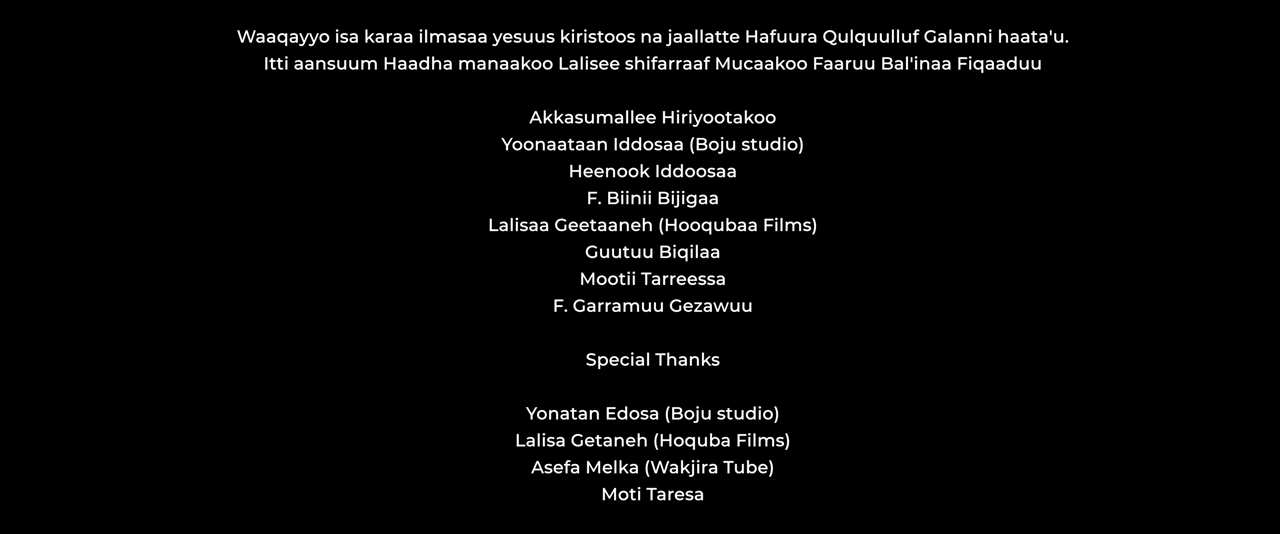 Waaqayyo isa karaa ilmasaa yesuus kiristoos na jaallatte Hafuura Qulquulluf Galanni haata'u.
Itti aansuum Haadha manaakoo Lalisee shifarraaf Mucaakoo Faaruu Bal'inaa Fiqaaduu
Akkasumallee Hiriyootakoo
Yoonaataan Iddosaa (Boju studio)
Heenook Iddoosaa
F. Biinii Bijigaa
Lalisaa Geetaaneh (Hooqubaa Films)
Guutuu Biqilaa
Mootii Tarreessa
F. Garramuu Gezawuu
Special Thanks
Yonatan Edosa (Boju studio)
Lalisa Getaneh (Hoquba Films)
Asefa Melka (Wakjira Tube)
Moti Taresa